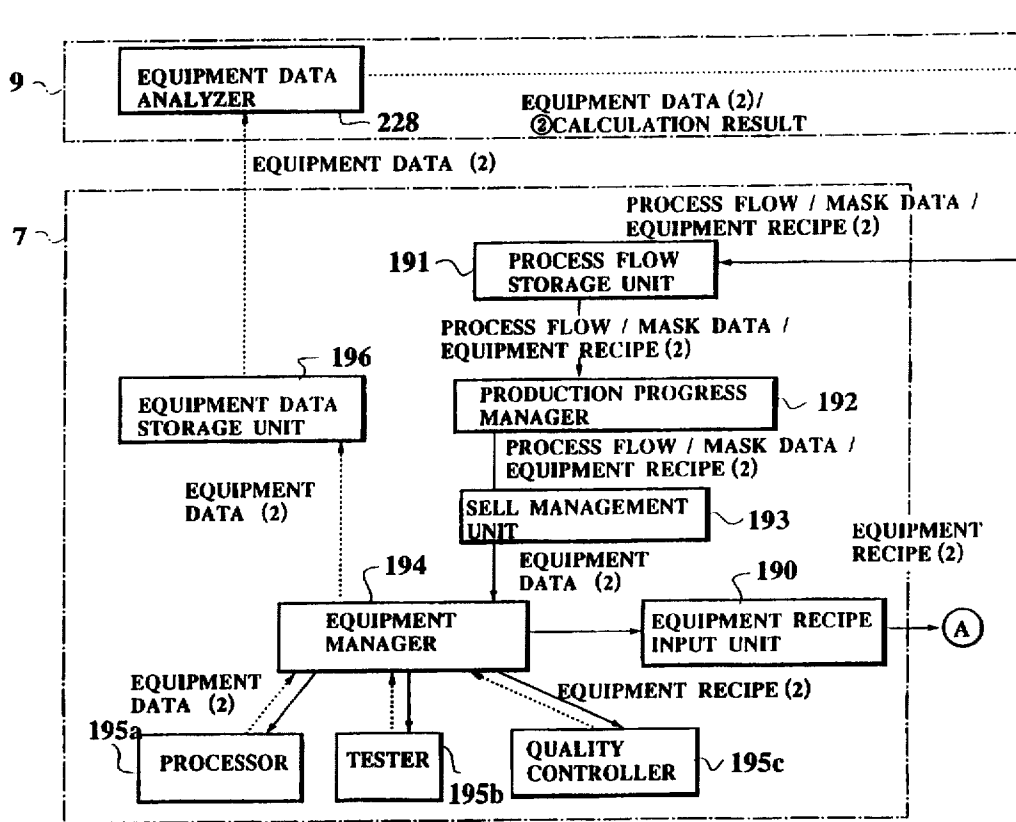 9
EQUIPMENT DATA
ANALYZER
228
EQUIPMENT DATA (2)/
②CALCULATION RESULT
EQUIPMENT DATA (2)
7
PROCESS FLOW / MASK DATA /
EQUIPMENT RECIPE (2)
191
PROCESS FLOW
STORAGE UNIT
PROCESS FLOW / MASK DATA /
EQUIPMENT RECIPE (2)
196
EQUIPMENT DATA
STORAGE UNIT
PRODUCTION PROGRESS
MANAGER
192
PROCESS FLOW / MASK DATA /
EQUIPMENT RECIPE (2)
EQUIPMENT
DATA (2)
SELL MANAGEMENT
UNIT
193
EQUIPMENT
RECIPE (2)
EQUIPMENT
DATA (2)
194
EQUIPMENT
MANAGER
190
EQUIPMENT RECIPE
INPUT UNIT
A
EQUIPMENT
DATA (2)
EQUIPMENT RECIPE (2)
195a
PROCESSOR
TESTER
195b
QUALITY
CONTROLLER
195c